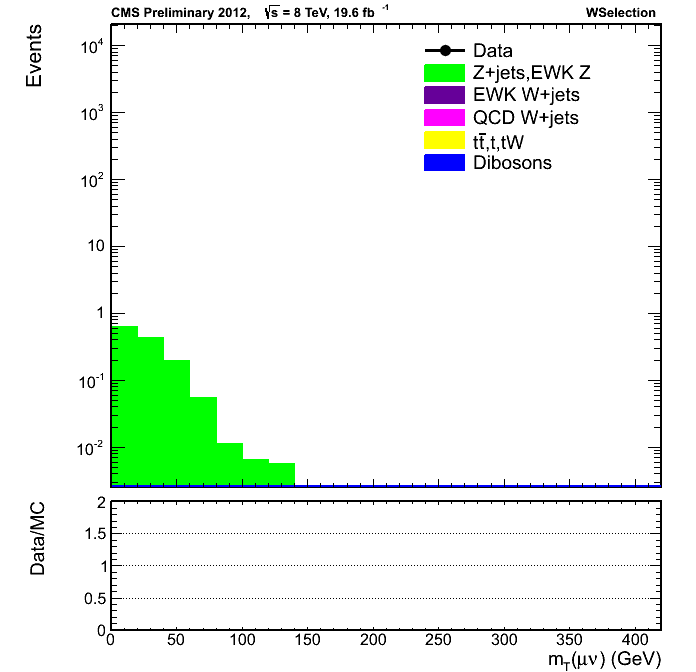 CMS Preliminary 2012, √s = 8 TeV, 19.6 fb⁻¹ WSelection
Events
10⁴
10³
10²
10
1
10⁻¹
10⁻²
Data
Z+jets,EWK Z
EWK W+jets
QCD W+jets
tt̅,t,tW
Dibosons
Data/MC
2
1.5
1
0.5
0
0 50 100 150 200 250 300 350 400
m_T(μν) (GeV)